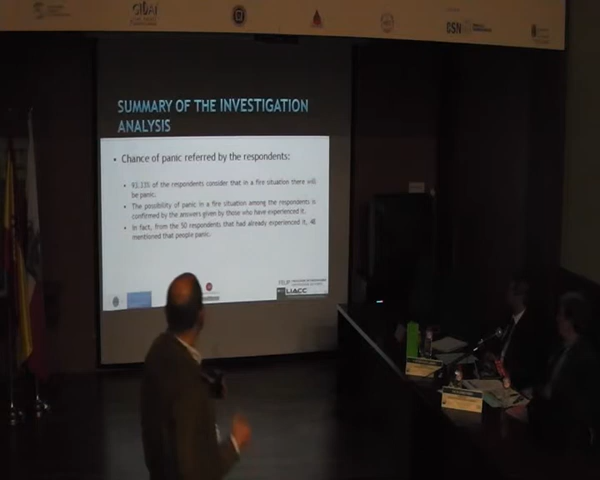 CSN
SUMMARY OF THE INVESTIGATION
ANALYSIS
• Chance of panic referred by the respondents:
of the respondents consider that in a fire situation there will
be panic.
• The possibility of panic in a fire situation among the respondents is
confirmed by the answers given by those who have experienced it.
• In fact, from the 50 respondents that had already experienced it, 48
mentioned that people panic.
LIACC